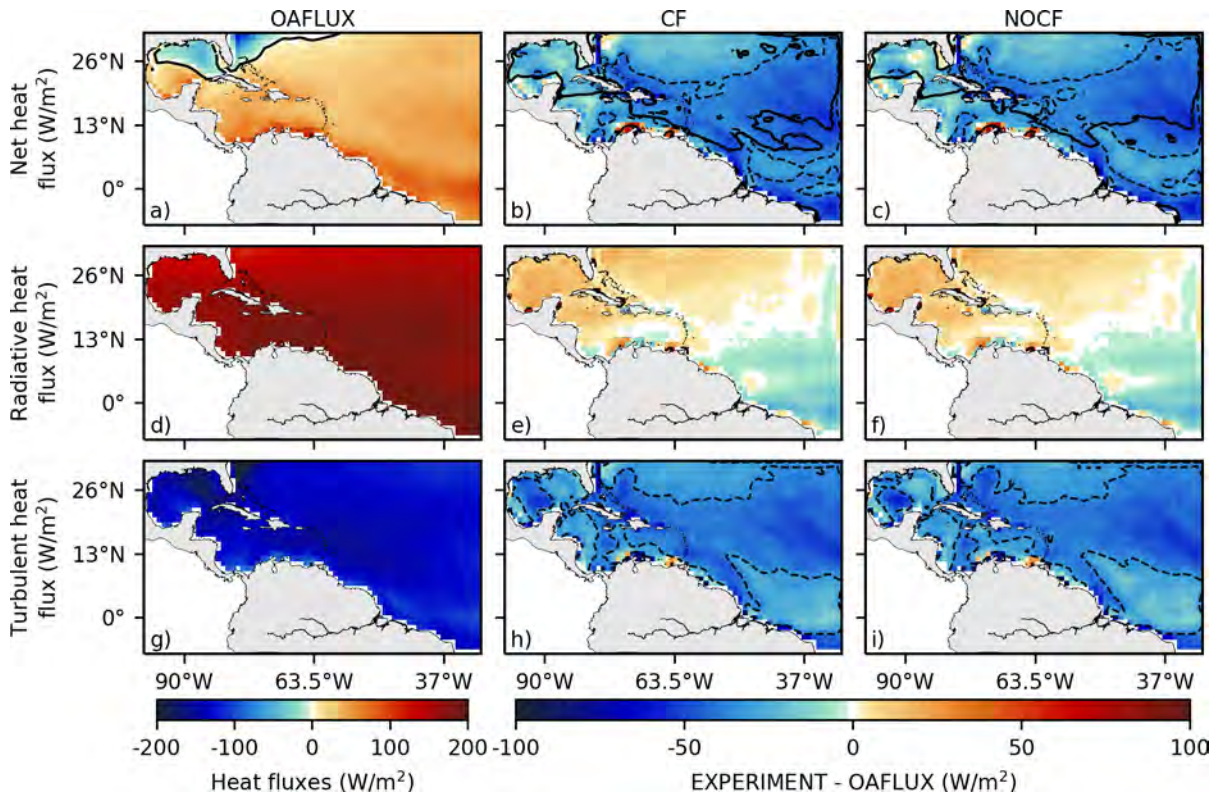 OAFLUX CF NOCF
Net heat
flux (W/m²)
26°N
13°N
0°
a) b) c)
Radiative heat
flux (W/m²)
26°N
13°N
0°
d) e) f)
Turbulent heat
flux (W/m²)
26°N
13°N
0°
g) h) i)
90°W 63.5°W 37°W 90°W 63.5°W 37°W 90°W 63.5°W 37°W
-200 -100 0 100 200 -100 -50 0 50 100
Heat fluxes (W/m²) EXPERIMENT - OAFLUX (W/m²)